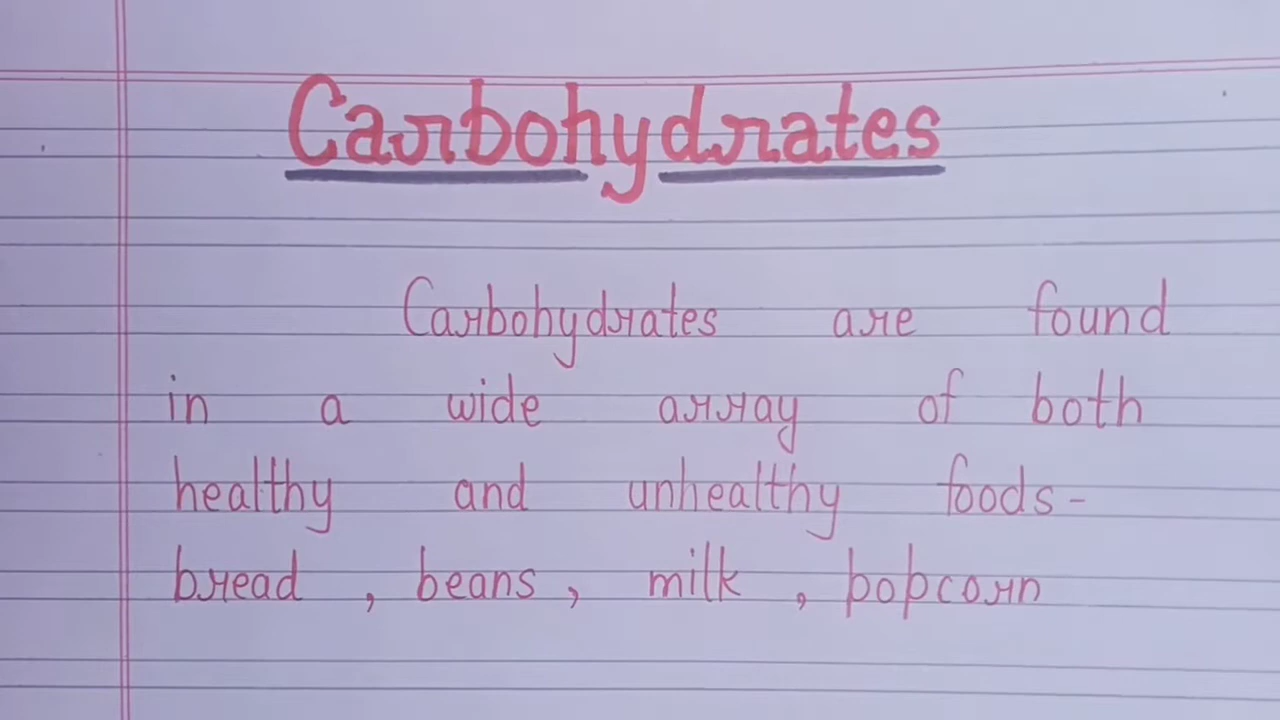 Carbohydrates
Carbohydrates are found
in a wide array of both
healthy and unhealthy foods-
bread , beans , milk , popcorn